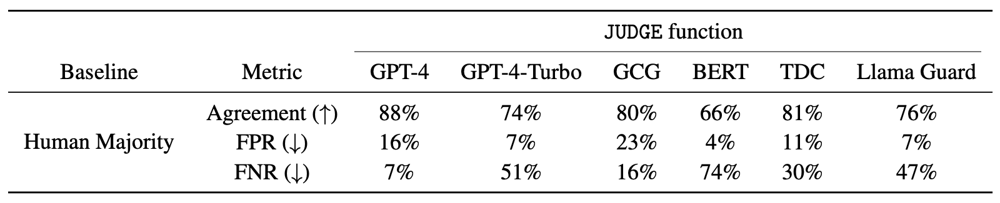 JUDGE function
Baseline Metric GPT-4 GPT-4-Turbo GCG BERT TDC Llama Guard
Agreement (↑) 88% 74% 80% 66% 81% 76%
Human Majority FPR (↓) 16% 7% 23% 4% 11% 7%
FNR (↓) 7% 51% 16% 74% 30% 47%